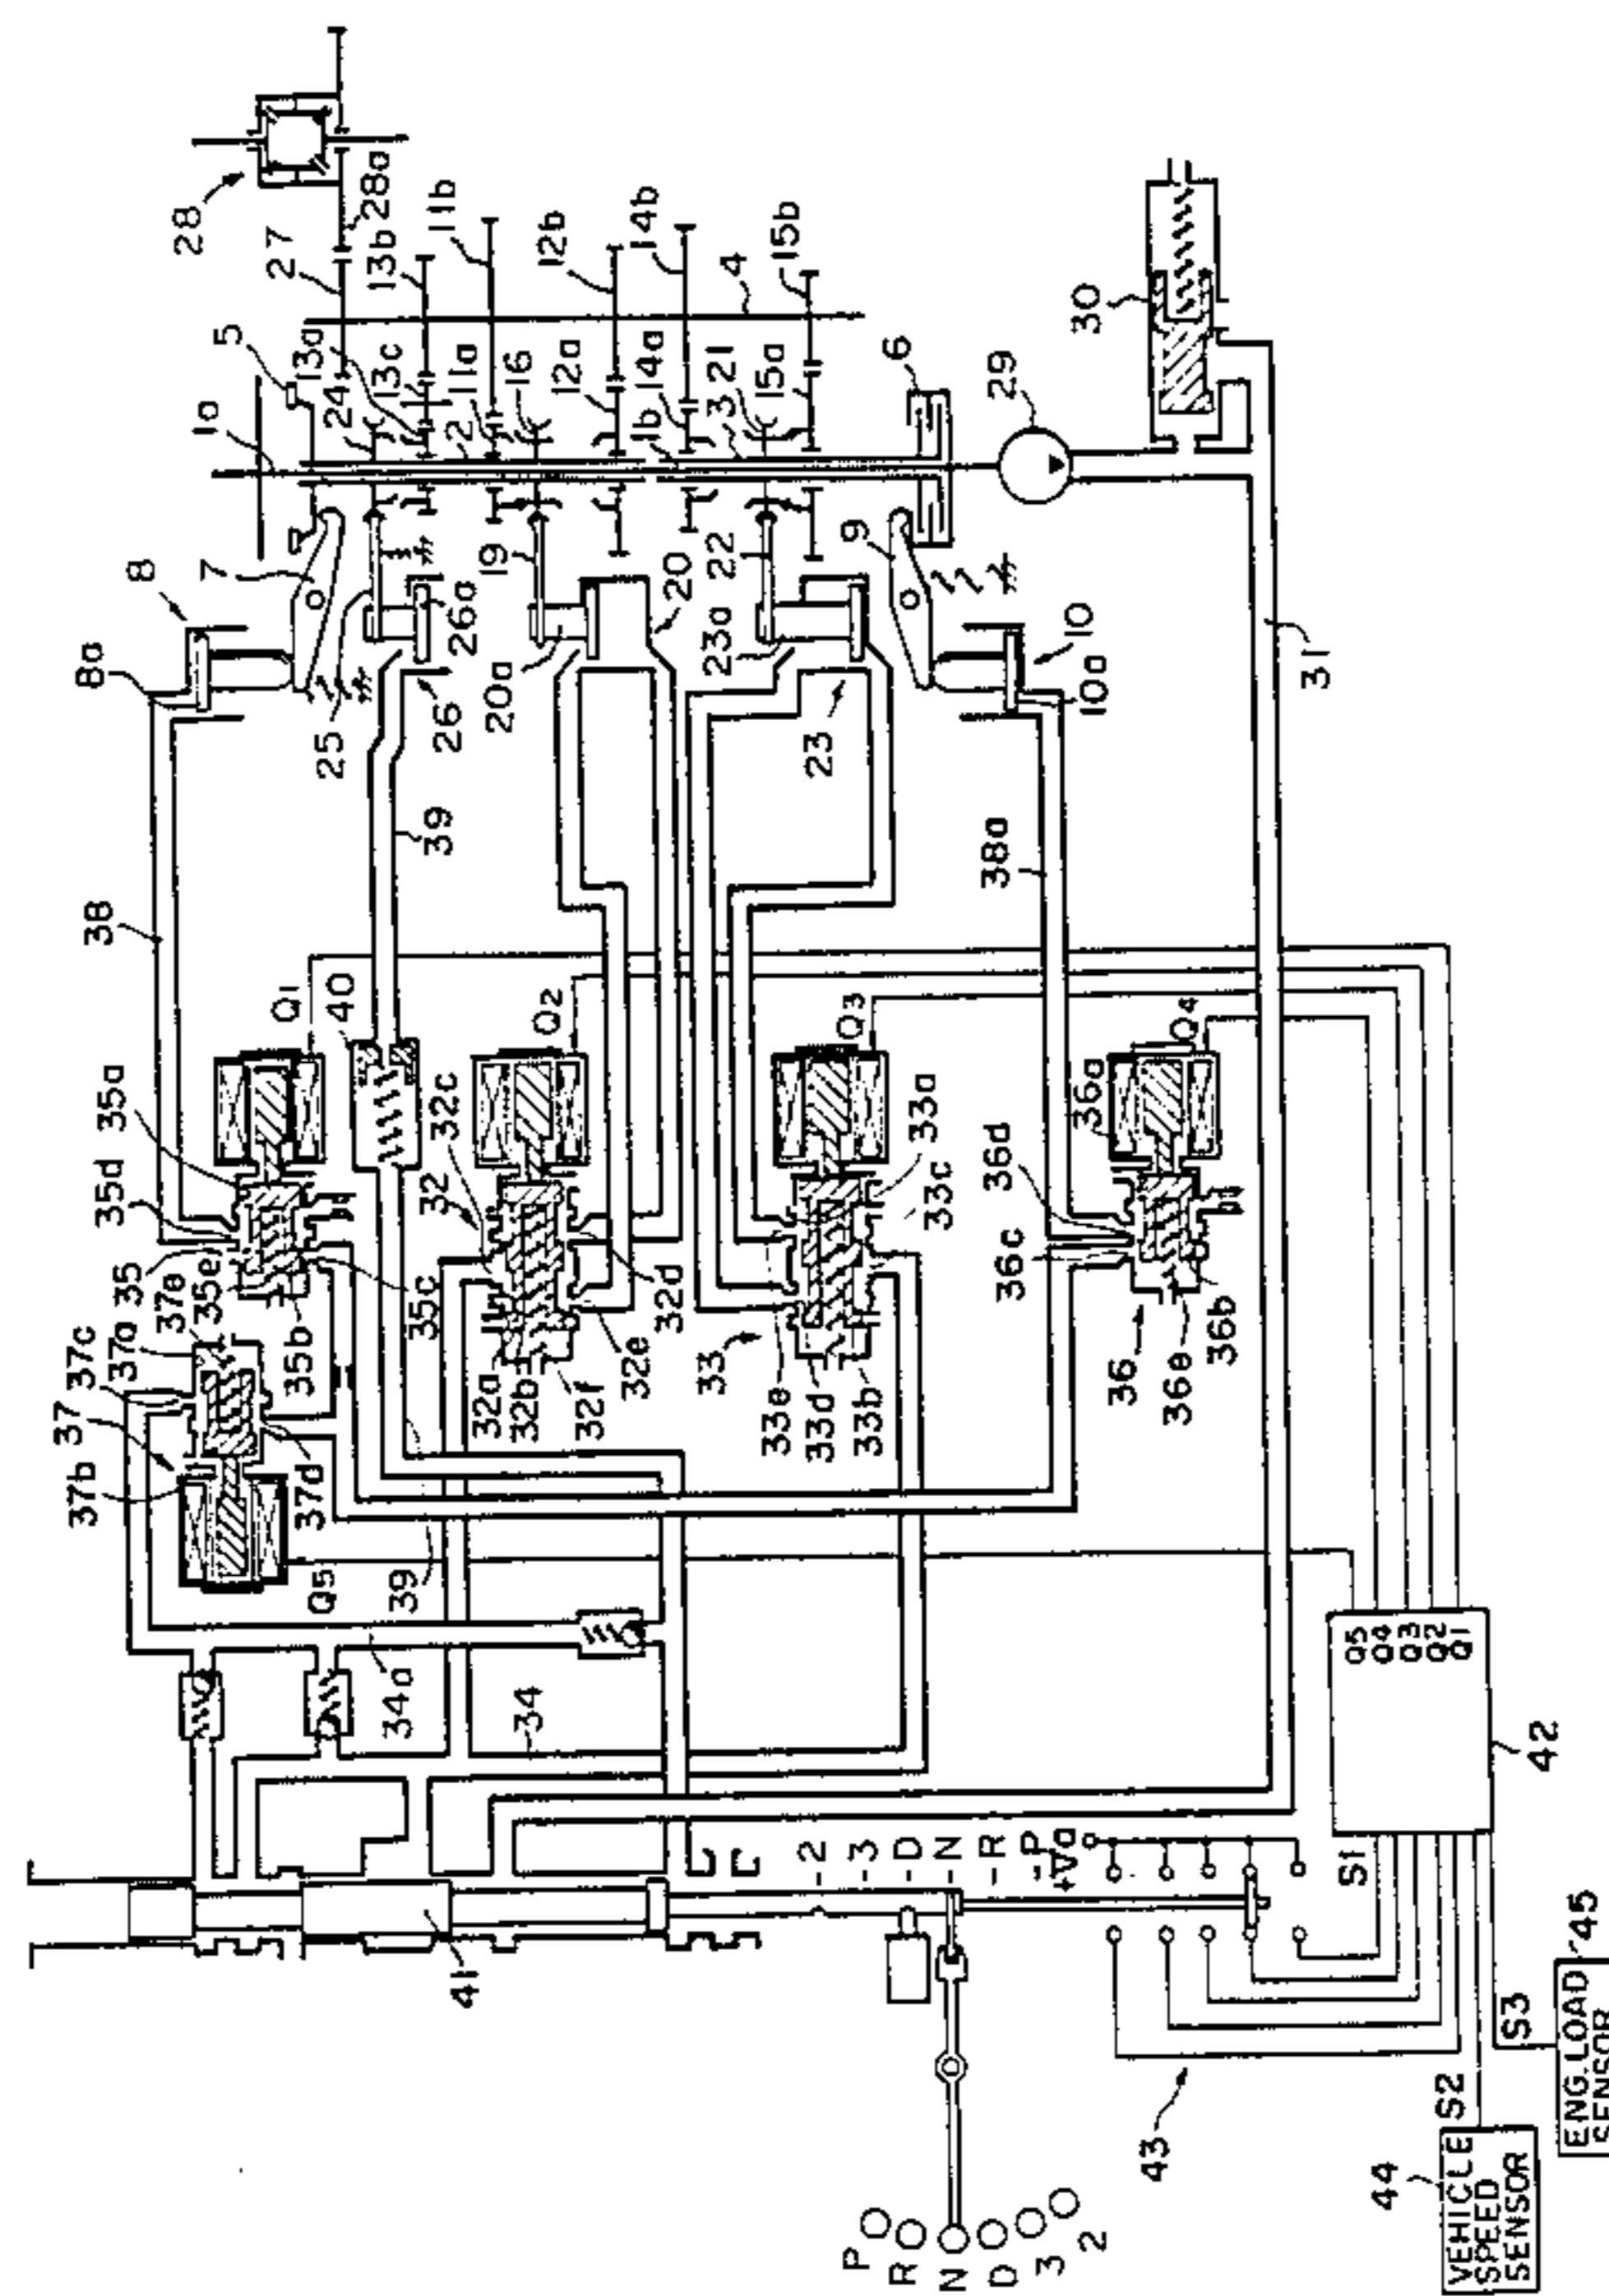 28
28a
27
13b
11b
12b
14b
4
15b
5
13a
24
13c
11a
16
12a
14a
21
15a
6
30
1a
2
1b
3
29
8
7
19
20
22
9
8a
25
26a
26
20a
23a
23
10
10a
31
38
39
38a
Q1
40
Q2
Q3
Q4
35a
35d
32c
32
33a
33c
36a
36d
35
35e
35c
32d
36c
37e
35b
32a
32b
32f
32e
33
33e
33d
33b
36
36e
36b
37c
37a
37
37b
37d
Q5
39
34a
34
Q5
Q4
Q3
Q2
Q1
42
41
-2
-3
-D
-N
-R
-P
+Va
S1
S2
S3
43
44
VEHICLE
SPEED
SENSOR
45
ENG.LOAD
SENSOR
P
R
N
D
3
2